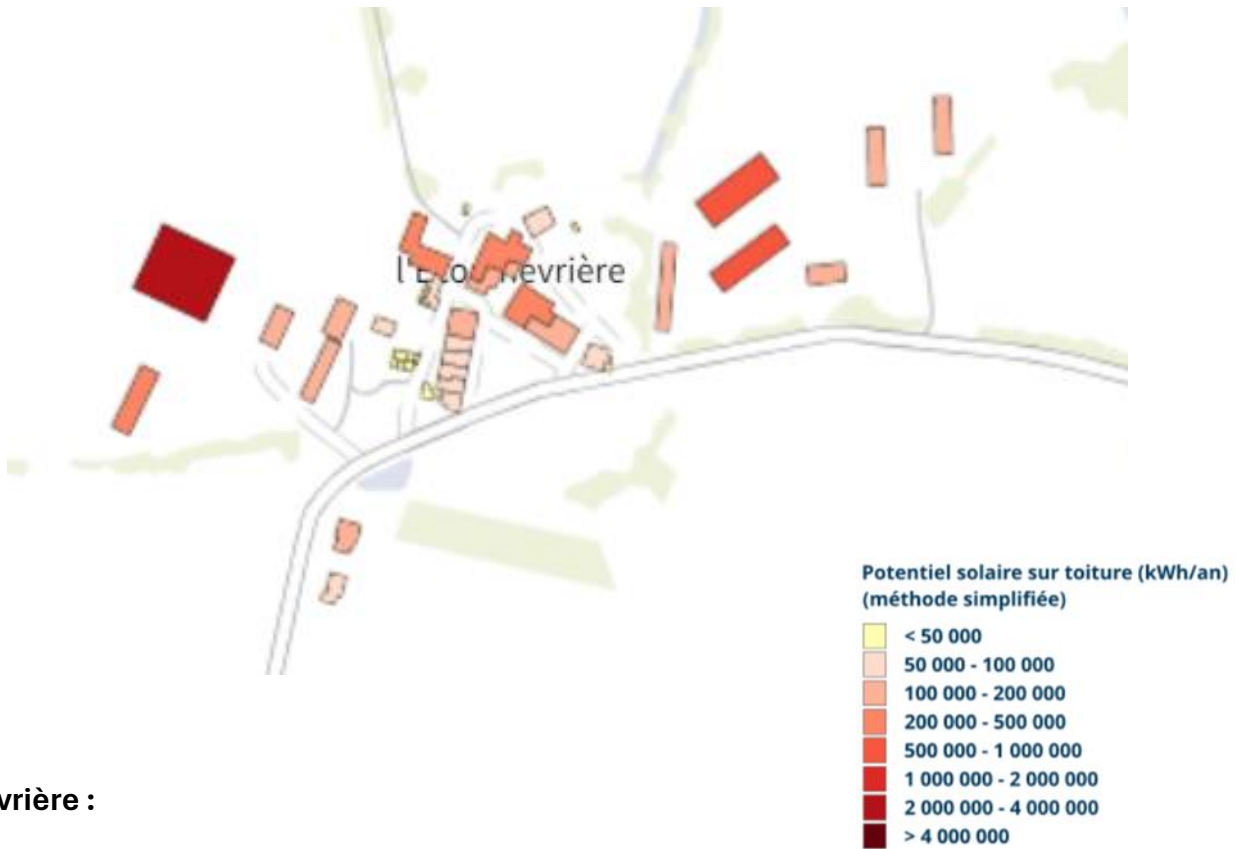 l'Etournevrière
Potentiel solaire sur toiture (kWh/an)
(méthode simplifiée)
< 50 000
50 000 - 100 000
100 000 - 200 000
200 000 - 500 000
500 000 - 1 000 000
1 000 000 - 2 000 000
2 000 000 - 4 000 000
> 4 000 000
vrière :